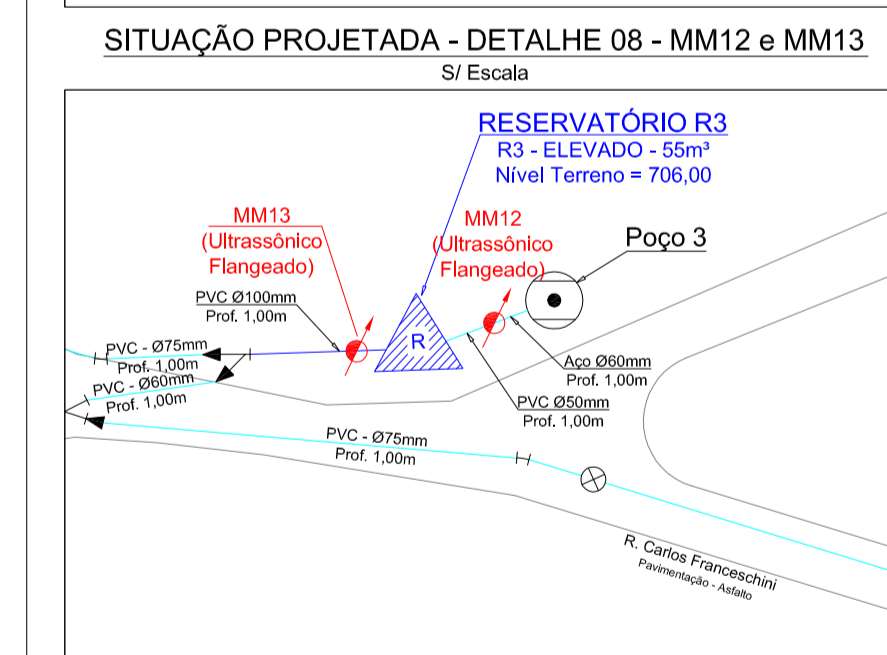 SITUAÇÃO PROJETADA - DETALHE 08 - MM12 e MM13
S/ Escala
RESERVATÓRIO R3
R3 - ELEVADO - 55m³
Nível Terreno = 706,00
MM13
(Ultrassônico
Flangeado)
MM12
(Ultrassônico
Flangeado)
Poço 3
PVC Ø100mm
Prof. 1,00m
R
PVC - Ø75mm
Prof. 1,00m
PVC - Ø60mm
Prof. 1,00m
Aço Ø60mm
Prof. 1,00m
PVC Ø50mm
Prof. 1,00m
PVC - Ø75mm
Prof. 1,00m
R. Carlos Franceschini
Pavimentação - Asfalto